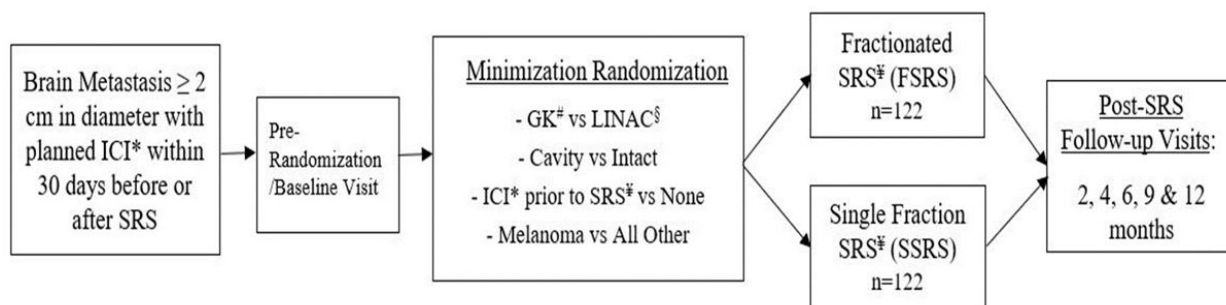 Brain Metastasis ≥ 2
cm in diameter with
planned ICI* within
30 days before or
after SRS
Pre-
Randomization
/Baseline Visit
Minimization Randomization
- GK# vs LINAC§
- Cavity vs Intact
- ICI* prior to SRS¥ vs None
- Melanoma vs All Other
Fractionated
SRS¥ (FSRS)
n=122
Single Fraction
SRS¥ (SSRS)
n=122
Post-SRS
Follow-up Visits:
2, 4, 6, 9 & 12
months